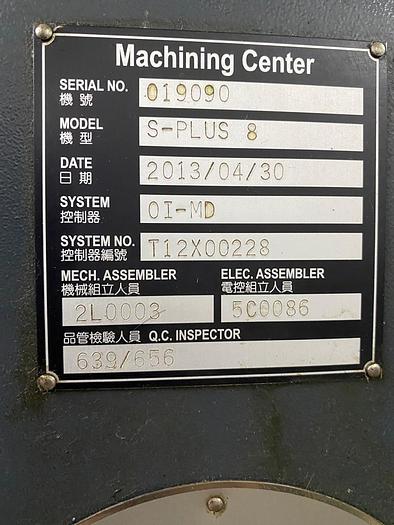 Machining Center
SERIAL NO. 019090
機號
MODEL S-PLUS 8
機型
DATE 2013/04/30
日期
SYSTEM 0I-MD
控制器
SYSTEM NO. T12X00228
控制器編號
MECH. ASSEMBLER ELEC. ASSEMBLER
機械組立人員 電控組立人員
2L0003 5C0086
品管檢驗人員 Q.C. INSPECTOR
639/656